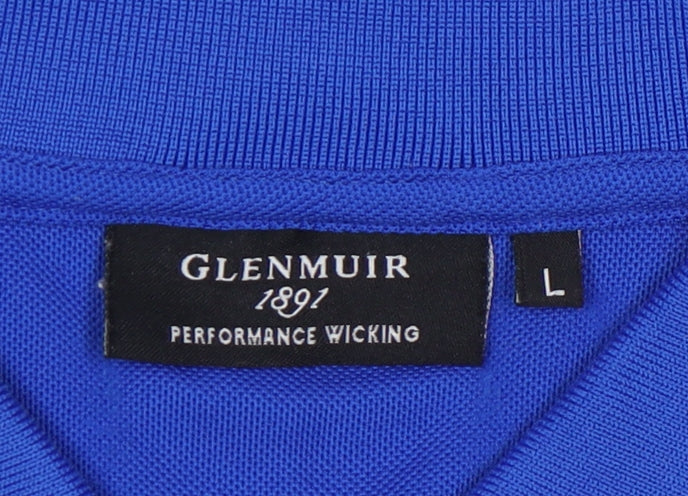 GLENMUIR
1891
PERFORMANCE WICKING
L